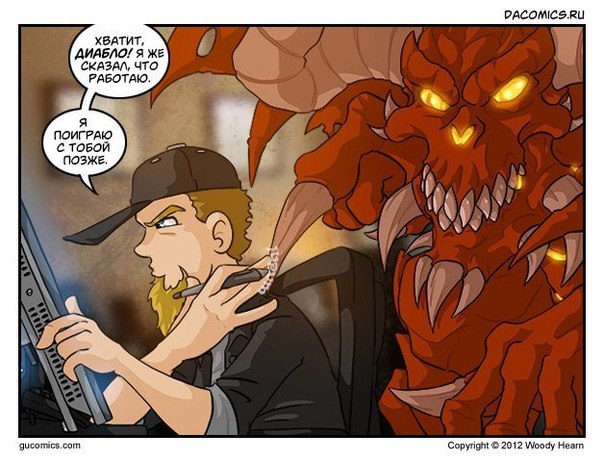 DACOMICS.RU
ХВАТИТ,
ДИАБЛО! Я ЖЕ
СКАЗАЛ, ЧТО
РАБОТАЮ.
Я
ПОИГРАЮ
С ТОБОЙ
ПОЗЖЕ.
gucomics.com
Copyright © 2012 Woody Hearn